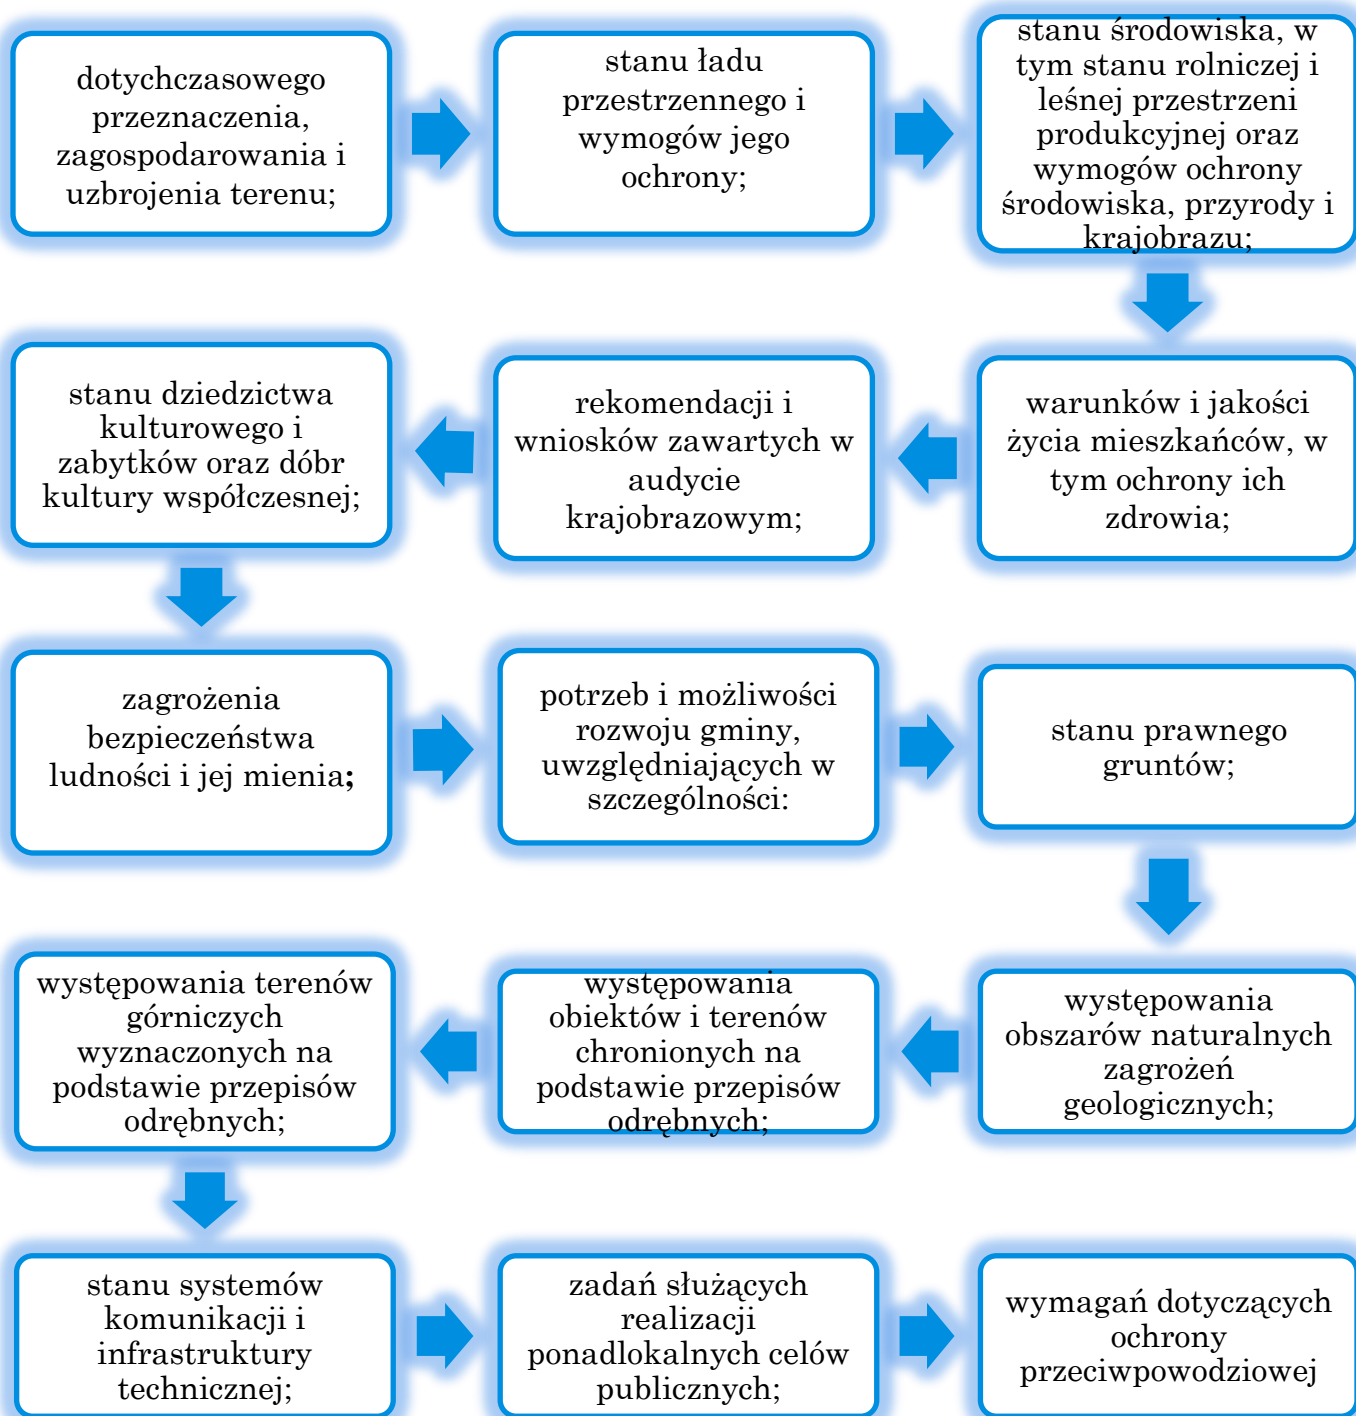 dotychczasowego
przeznaczenia,
zagospodarowania i
uzbrojenia terenu;
stanu ładu
przestrzennego i
wymogów jego
ochrony;
stanu środowiska, w
tym stanu rolniczej i
leśnej przestrzeni
produkcyjnej oraz
wymogów ochrony
środowiska, przyrody i
krajobrazu;
warunków i jakości
życia mieszkańców, w
tym ochrony ich
zdrowia;
rekomendacji i
wniosków zawartych w
audycie
krajobrazowym;
stanu dziedzictwa
kulturowego i
zabytków oraz dóbr
kultury współczesnej;
zagrożenia
bezpieczeństwa
ludności i jej mienia;
potrzeb i możliwości
rozwoju gminy,
uwzględniających w
szczególności:
stanu prawnego
gruntów;
występowania
obszarów naturalnych
zagrożeń
geologicznych;
występowania
obiektów i terenów
chronionych na
podstawie przepisów
odrębnych;
występowania terenów
górniczych
wyznaczonych na
podstawie przepisów
odrębnych;
stanu systemów
komunikacji i
infrastruktury
technicznej;
zadań służących
realizacji
ponadlokalnych celów
publicznych;
wymagań dotyczących
ochrony
przeciwpowodziowej